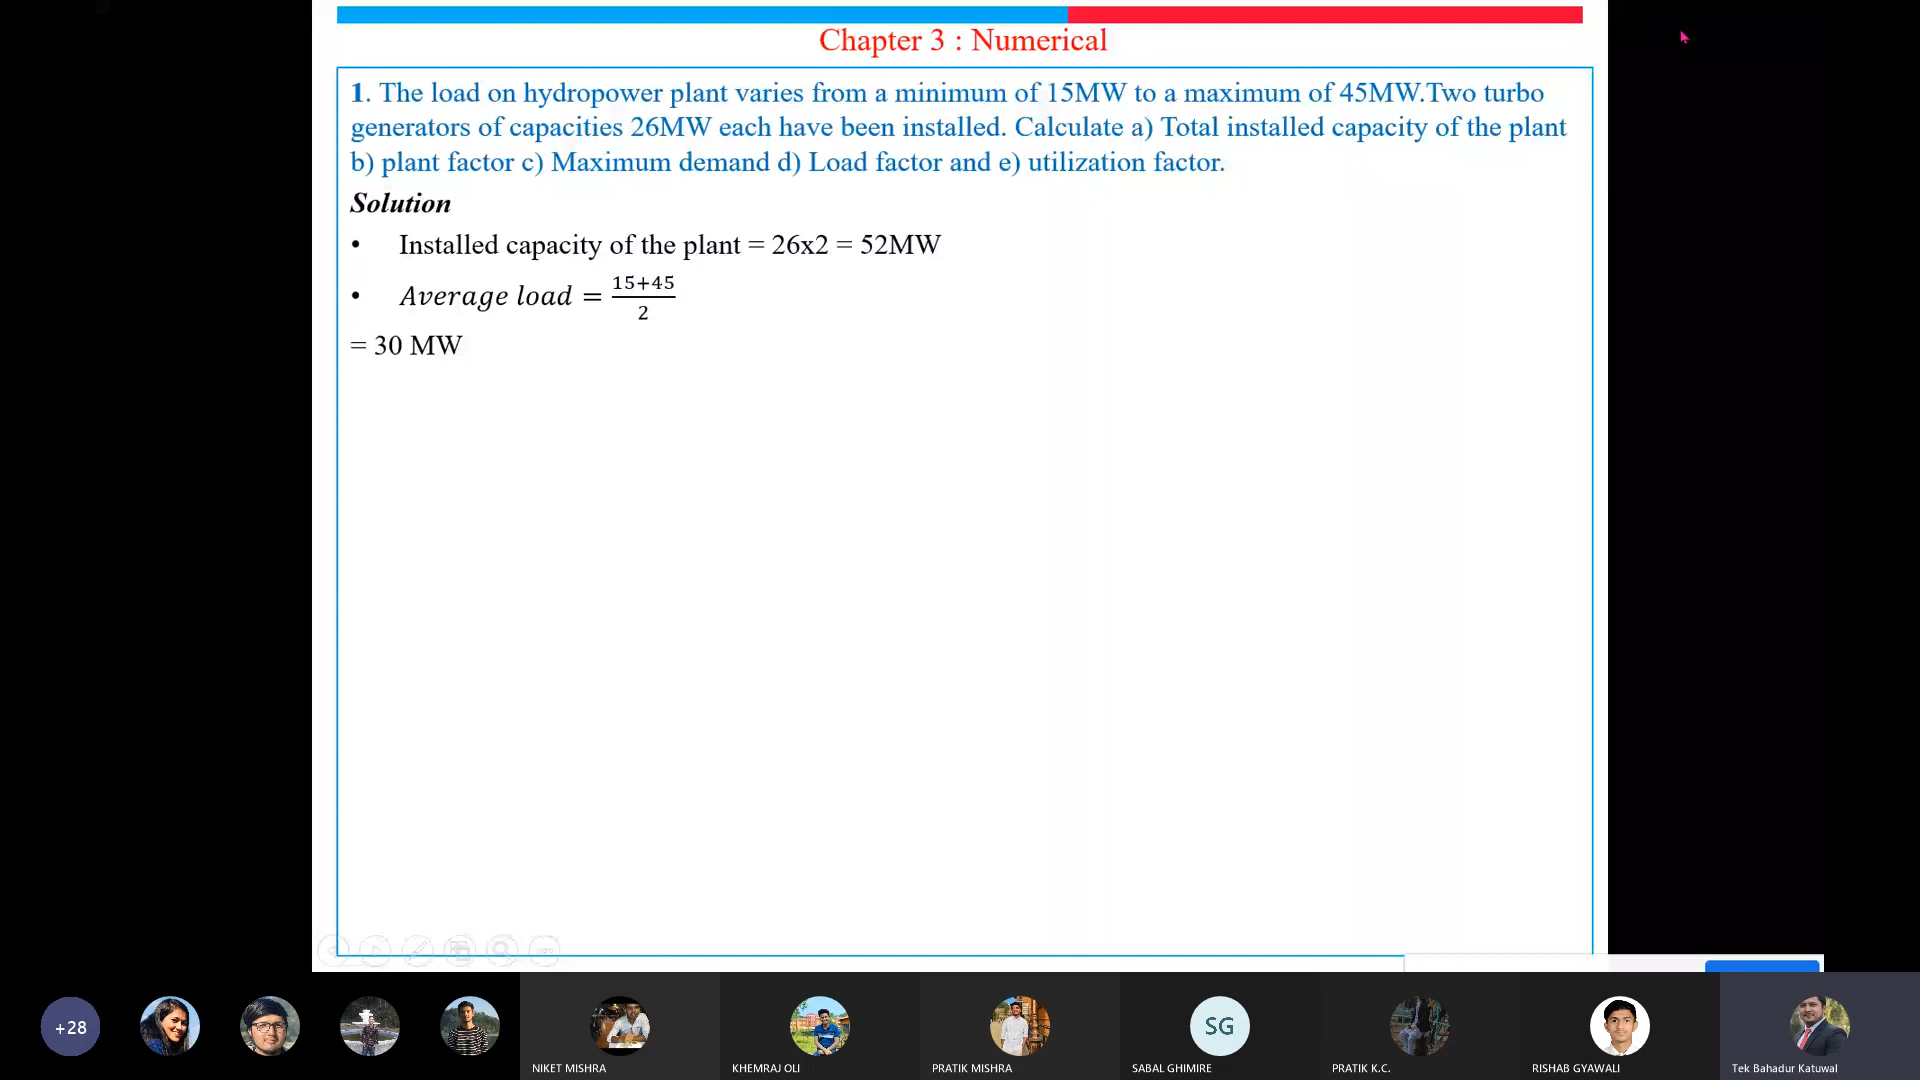 Chapter 3 : Numerical
1. The load on hydropower plant varies from a minimum of 15MW to a maximum of 45MW.Two turbo
generators of capacities 26MW each have been installed. Calculate a) Total installed capacity of the plant
b) plant factor c) Maximum demand d) Load factor and e) utilization factor.
Solution
• Installed capacity of the plant = 26x2 = 52MW
• Average load = 15+45 / 2
= 30 MW
+28
SG
NIKET MISHRA
KHEMRAJ OLI
PRATIK MISHRA
SABAL GHIMIRE
PRATIK K.C.
RISHAB GYAWALI
Tek Bahadur Katuwal